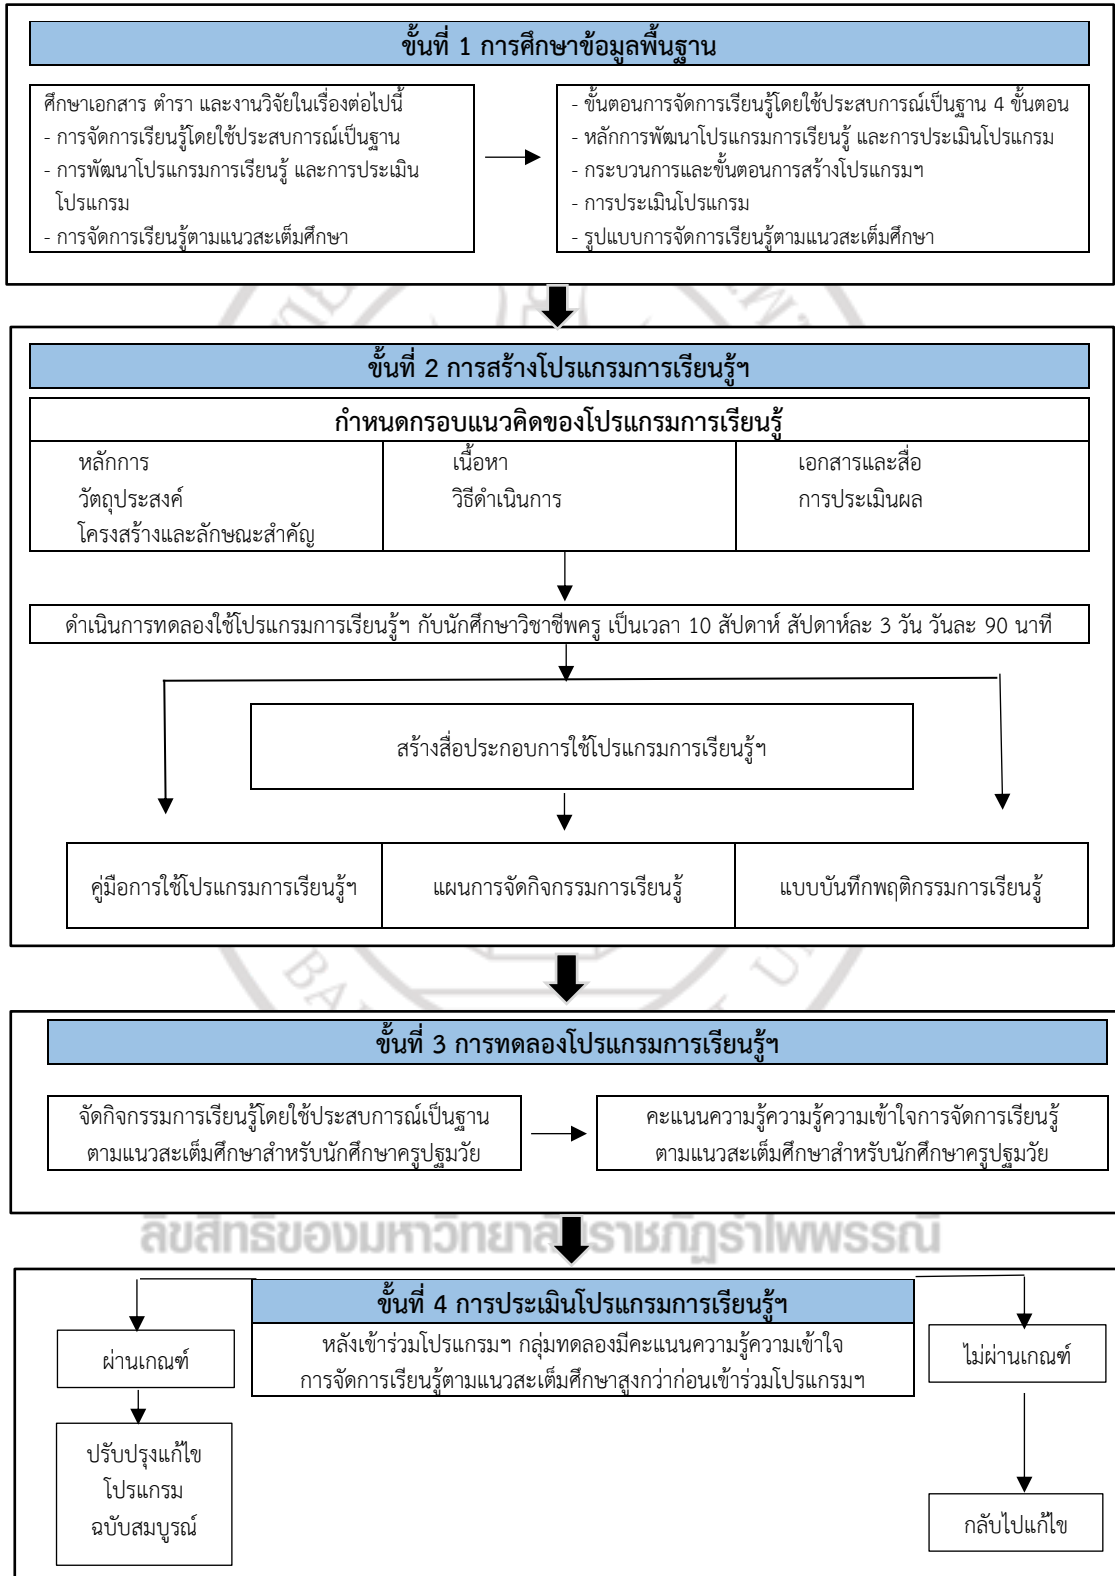 ขั้นที่ 1 การศึกษาข้อมูลพื้นฐาน
ศึกษาเอกสาร ตำรา และงานวิจัยในเรื่องต่อไปนี้
- การจัดการเรียนรู้โดยใช้ประสบการณ์เป็นฐาน
- การพัฒนาโปรแกรมการเรียนรู้ และการประเมิน
โปรแกรม
- การจัดการเรียนรู้ตามแนวสะเต็มศึกษา
- ขั้นตอนการจัดการเรียนรู้โดยใช้ประสบการณ์เป็นฐาน 4 ขั้นตอน
- หลักการพัฒนาโปรแกรมการเรียนรู้ และการประเมินโปรแกรม
- กระบวนการและขั้นตอนการสร้างโปรแกรมฯ
- การประเมินโปรแกรม
- รูปแบบการจัดการเรียนรู้ตามแนวสะเต็มศึกษา
ขั้นที่ 2 การสร้างโปรแกรมการเรียนรู้ฯ
กำหนดกรอบแนวคิดของโปรแกรมการเรียนรู้
หลักการ
วัตถุประสงค์
โครงสร้างและลักษณะสำคัญ
เนื้อหา
วิธีดำเนินการ
เอกสารและสื่อ
การประเมินผล
ดำเนินการทดลองใช้โปรแกรมการเรียนรู้ฯ กับนักศึกษาวิชาชีพครู เป็นเวลา 10 สัปดาห์ สัปดาห์ละ 3 วัน วันละ 90 นาที
สร้างสื่อประกอบการใช้โปรแกรมการเรียนรู้ฯ
คู่มือการใช้โปรแกรมการเรียนรู้ฯ
แผนการจัดกิจกรรมการเรียนรู้
แบบบันทึกพฤติกรรมการเรียนรู้
ขั้นที่ 3 การทดลองโปรแกรมการเรียนรู้ฯ
จัดกิจกรรมการเรียนรู้โดยใช้ประสบการณ์เป็นฐาน
ตามแนวสะเต็มศึกษาสำหรับนักศึกษาครูปฐมวัย
คะแนนความรู้ความรู้ความเข้าใจการจัดการเรียนรู้
ตามแนวสะเต็มศึกษาสำหรับนักศึกษาครูปฐมวัย
ลิขสิทธิ์ของมหาวิทยาลัยราชภัฏรำไพพรรณี
ขั้นที่ 4 การประเมินโปรแกรมการเรียนรู้ฯ
หลังเข้าร่วมโปรแกรมฯ กลุ่มทดลองมีคะแนนความรู้ความเข้าใจ
การจัดการเรียนรู้ตามแนวสะเต็มศึกษาสูงกว่าก่อนเข้าร่วมโปรแกรมฯ
ผ่านเกณฑ์
ปรับปรุงแก้ไข
โปรแกรม
ฉบับสมบูรณ์
ไม่ผ่านเกณฑ์
กลับไปแก้ไข